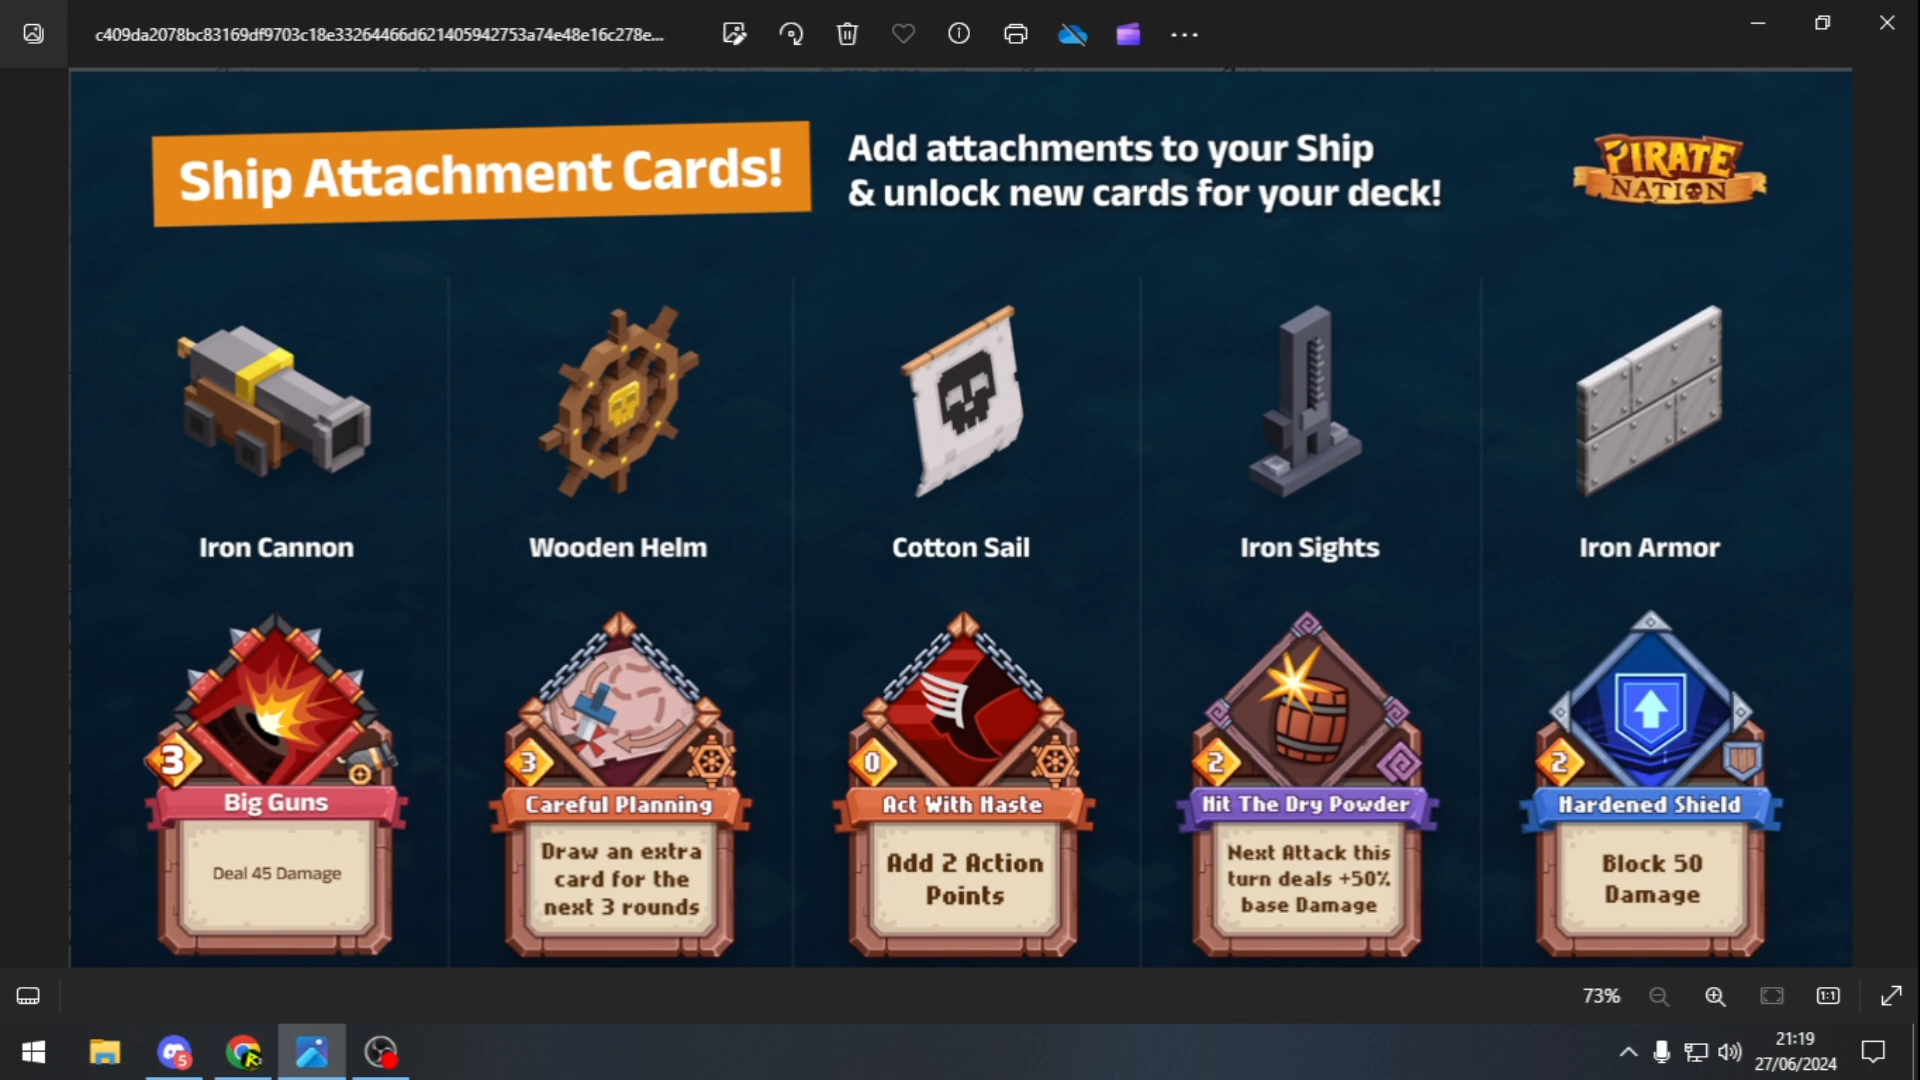 c409da2078bc83169df9703c18e33264466d621405942753a74e48e16c278e...
Ship Attachment Cards!
Add attachments to your Ship
& unlock new cards for your deck!
PIRATE
NATION
Iron Cannon
Wooden Helm
Cotton Sail
Iron Sights
Iron Armor
3
Big Guns
Deal 45 Damage
3
Careful Planning
Draw an extra
card for the
next 3 rounds
0
Act With Haste
Add 2 Action
Points
2
Hit The Dry Powder
Next Attack this
turn deals +50%
base Damage
2
Hardened Shield
Block 50
Damage
73%
1:1
5
21:19
27/06/2024